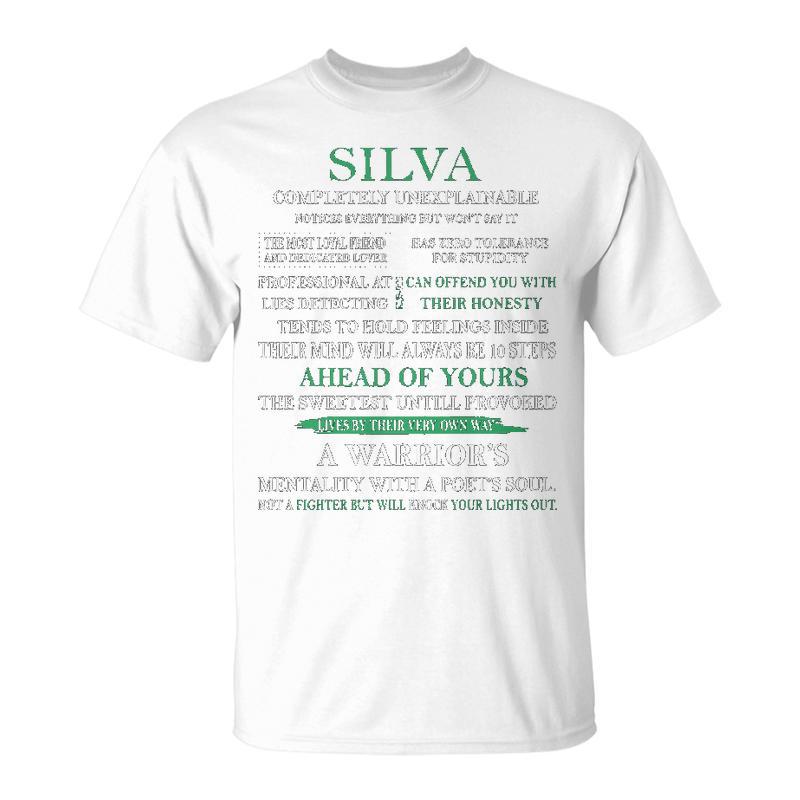 SILVA
COMPLETELY UNEXPLAINABLE
NOTICES EVERYTHING BUT WON'T SAY IT
THE MOST LOYAL FRIEND
AND DEDICATED LOVER
HAS ZERO TOLERANCE
FOR STUPIDITY
PROFESSIONAL AT
LIES DETECTING
CAN OFFEND YOU WITH
THEIR HONESTY
TENDS TO HOLD FEELINGS INSIDE
THEIR MIND WILL ALWAYS BE 10 STEPS
AHEAD OF YOURS
THE SWEETEST UNTILL PROVOKED
LIVES BY THEIR VERY OWN WAY
A WARRIOR'S
MENTALITY WITH A POET'S SOUL.
NOT A FIGHTER BUT WILL KNOCK YOUR LIGHTS OUT.